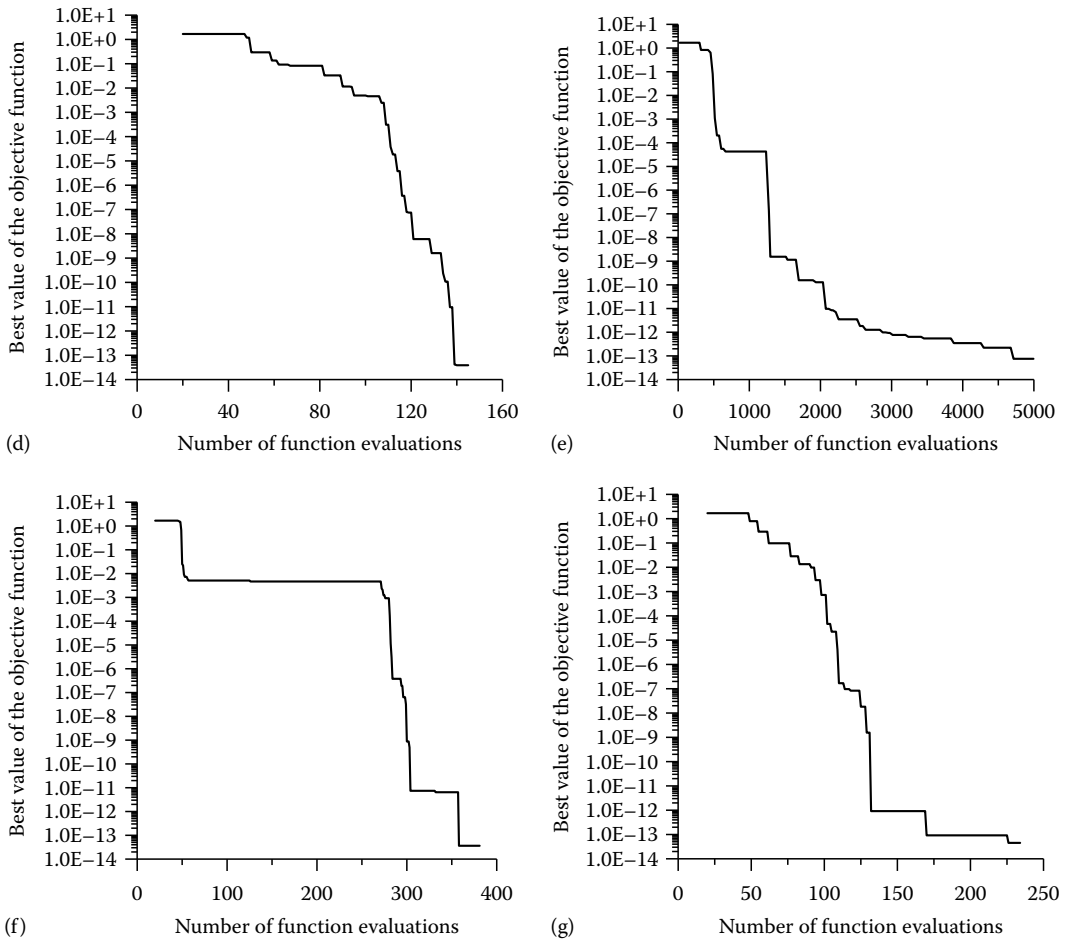 Best value of the objective function
1.0E+1
1.0E+0
1.0E−1
1.0E−2
1.0E−3
1.0E−4
1.0E−5
1.0E−6
1.0E−7
1.0E−8
1.0E−9
1.0E−10
1.0E−11
1.0E−12
1.0E−13
1.0E−14
0 40 80 120 160
(d) Number of function evaluations
Best value of the objective function
1.0E+1
1.0E+0
1.0E−1
1.0E−2
1.0E−3
1.0E−4
1.0E−5
1.0E−6
1.0E−7
1.0E−8
1.0E−9
1.0E−10
1.0E−11
1.0E−12
1.0E−13
1.0E−14
0 1000 2000 3000 4000 5000
(e) Number of function evaluations
Best value of the objective function
1.0E+1
1.0E+0
1.0E−1
1.0E−2
1.0E−3
1.0E−4
1.0E−5
1.0E−6
1.0E−7
1.0E−8
1.0E−9
1.0E−10
1.0E−11
1.0E−12
1.0E−13
1.0E−14
0 100 200 300 400
(f) Number of function evaluations
Best value of the objective function
1.0E+1
1.0E+0
1.0E−1
1.0E−2
1.0E−3
1.0E−4
1.0E−5
1.0E−6
1.0E−7
1.0E−8
1.0E−9
1.0E−10
1.0E−11
1.0E−12
1.0E−13
1.0E−14
0 50 100 150 200 250
(g) Number of function evaluations